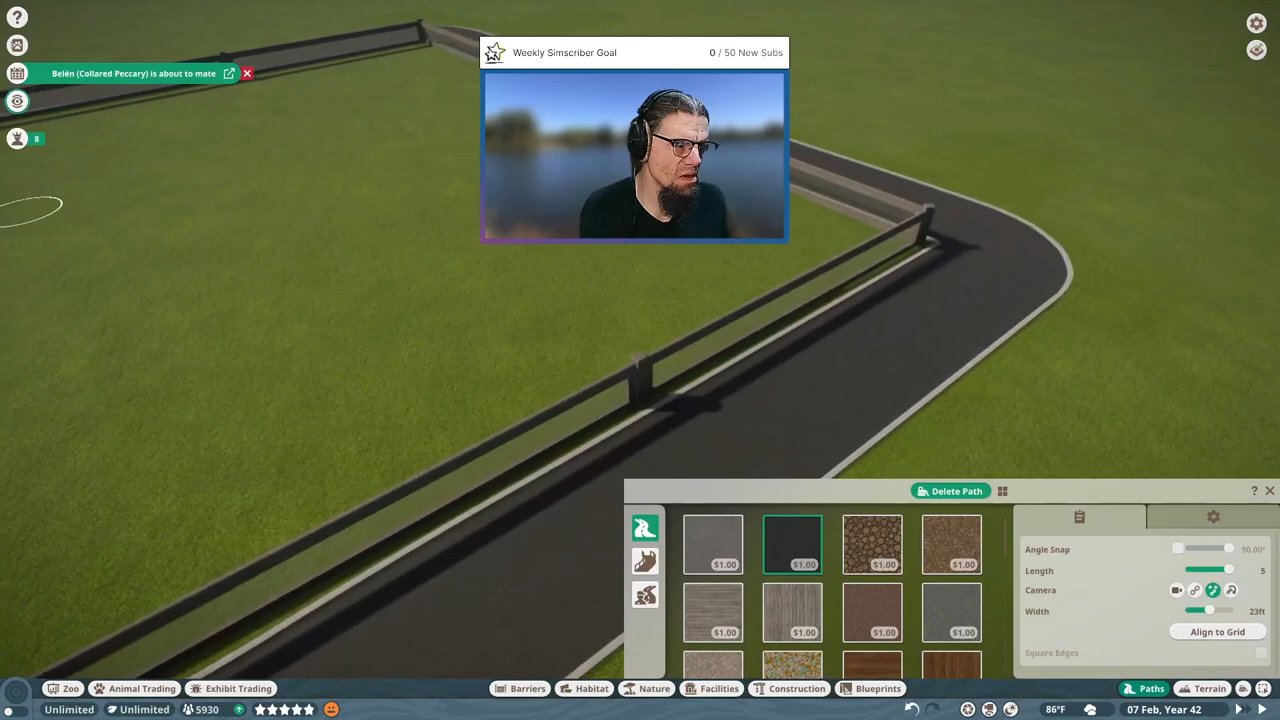 Weekly Simscriber Goal 0 / 50 New Subs
Belén (Collared Peccary) is about to mate
8
Delete Path
$1.00 $1.00 $1.00 $1.00
$1.00 $1.00 $1.00 $1.00
Angle Snap 90.00°
Length 5
Camera
Width 23ft
Align to Grid
Square Edges
Zoo Animal Trading Exhibit Trading Barriers Habitat Nature Facilities Construction Blueprints Paths Terrain
Unlimited Unlimited 5930 86°F 07 Feb, Year 42